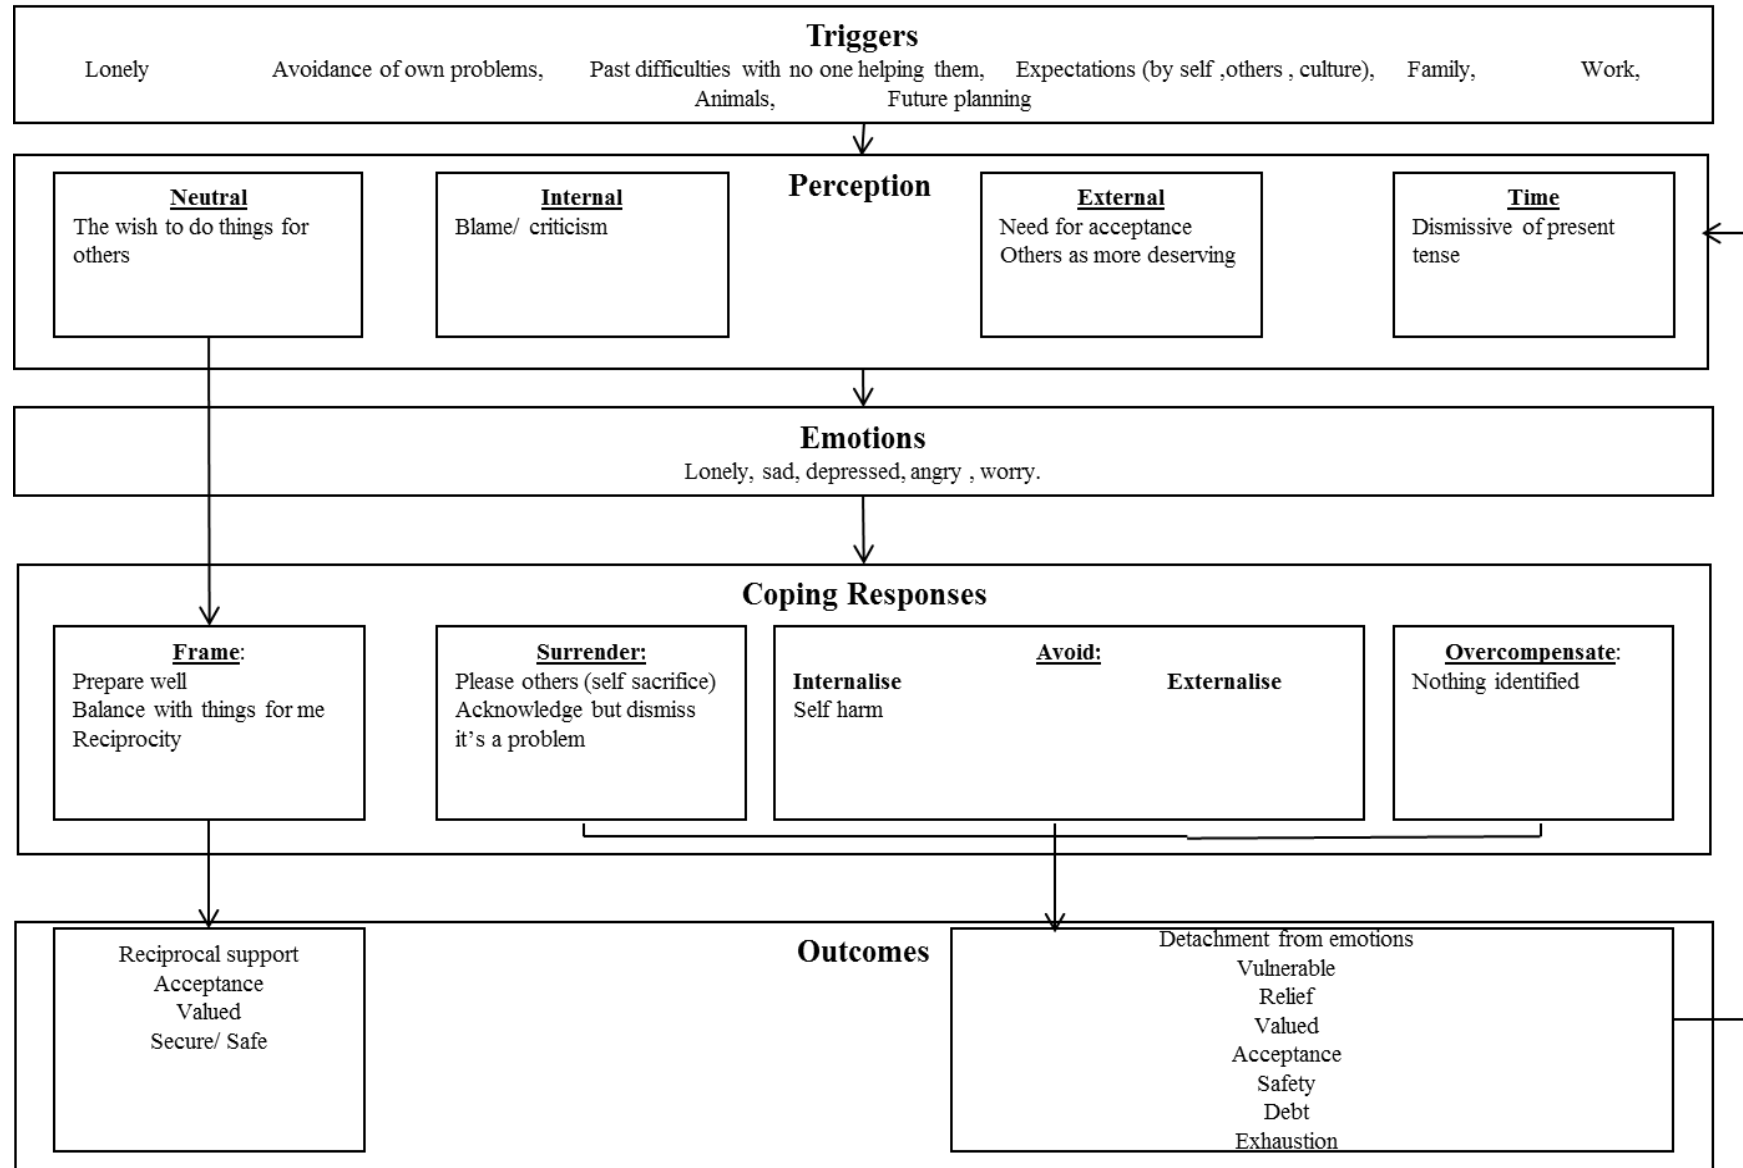 Triggers
Lonely Avoidance of own problems, Past difficulties with no one helping them, Expectations (by self ,others , culture), Family, Work,
Animals, Future planning
Perception
Neutral
The wish to do things for
others
Internal
Blame/ criticism
External
Need for acceptance
Others as more deserving
Time
Dismissive of present
tense
Emotions
Lonely, sad, depressed, angry , worry.
Coping Responses
Frame:
Prepare well
Balance with things for me
Reciprocity
Surrender:
Please others (self sacrifice)
Acknowledge but dismiss
it's a problem
Avoid:
Internalise Externalise
Self harm
Overcompensate:
Nothing identified
Outcomes
Reciprocal support
Acceptance
Valued
Secure/ Safe
Detachment from emotions
Vulnerable
Relief
Valued
Acceptance
Safety
Debt
Exhaustion